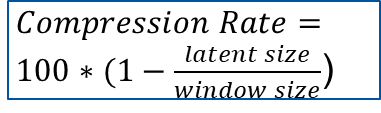 Compression Rate =
100 * (1 − latent size / window size)